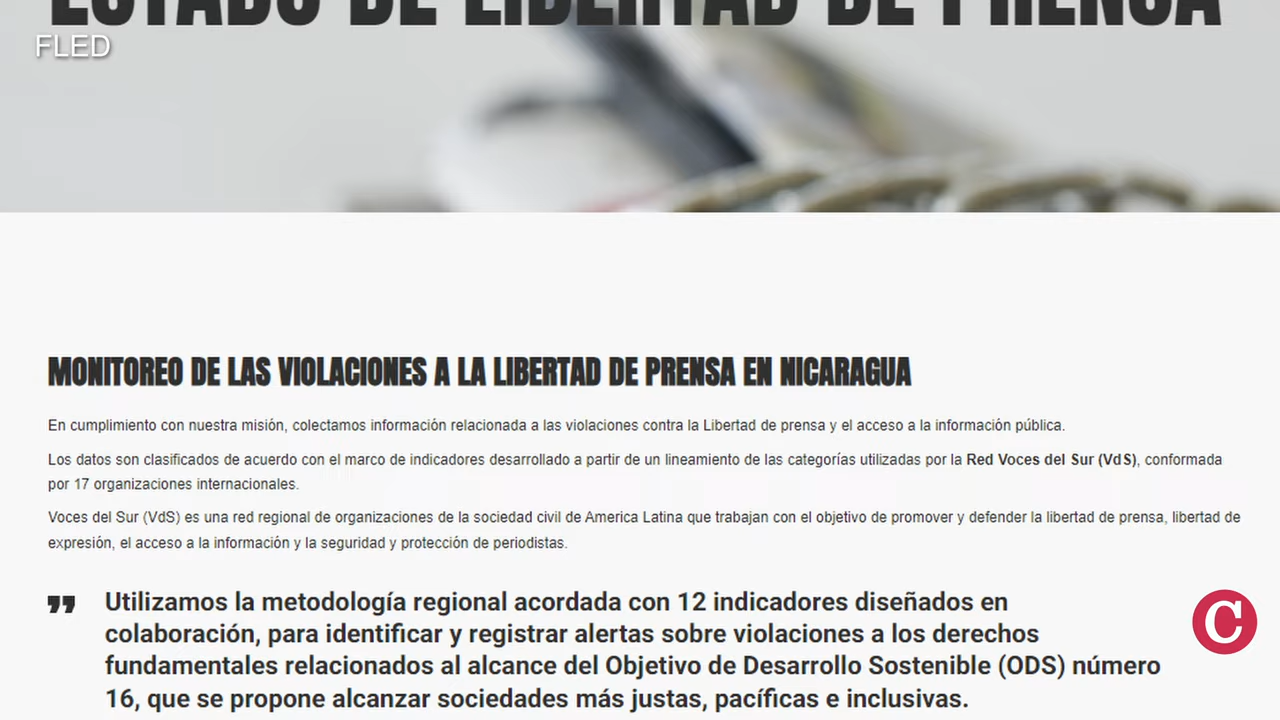 ESTADO DE LIBERTAD DE PRENSA
FLED
MONITOREO DE LAS VIOLACIONES A LA LIBERTAD DE PRENSA EN NICARAGUA
En cumplimiento con nuestra misión, colectamos información relacionada a las violaciones contra la Libertad de prensa y el acceso a la información pública.
Los datos son clasificados de acuerdo con el marco de indicadores desarrollado a partir de un lineamiento de las categorías utilizadas por la Red Voces del Sur (VdS), conformada
por 17 organizaciones internacionales.
Voces del Sur (VdS) es una red regional de organizaciones de la sociedad civil de America Latina que trabajan con el objetivo de promover y defender la libertad de prensa, libertad de
expresión, el acceso a la información y la seguridad y protección de periodistas.
” Utilizamos la metodología regional acordada con 12 indicadores diseñados en
colaboración, para identificar y registrar alertas sobre violaciones a los derechos
fundamentales relacionados al alcance del Objetivo de Desarrollo Sostenible (ODS) número
16, que se propone alcanzar sociedades más justas, pacíficas e inclusivas.
C